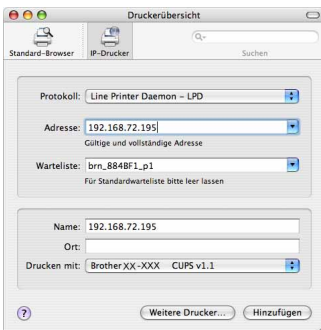 Druckerübersicht
Standard-Browser IP-Drucker Suchen
Protokoll: Line Printer Daemon – LPD
Adresse: 192.168.72.195
Gültige und vollständige Adresse
Warteliste: brn_884BF1_p1
Für Standardwarteliste bitte leer lassen
Name: 192.168.72.195
Ort:
Drucken mit: Brother XX-XXX CUPS v1.1
? Weitere Drucker... Hinzufügen